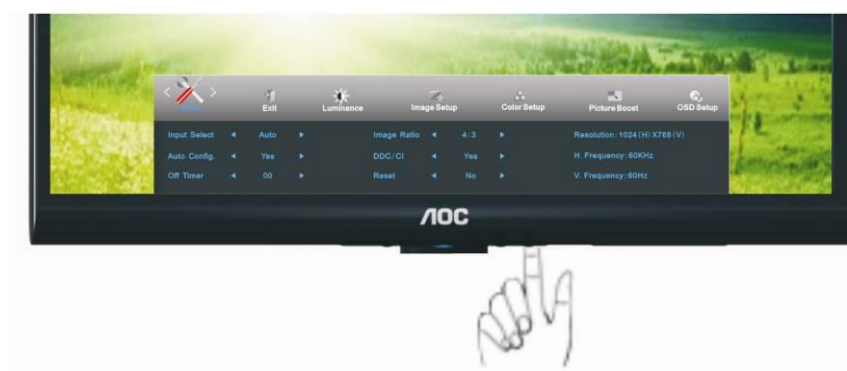 Exit Luminance Image Setup Color Setup Picture Boost OSD Setup
Input Select Auto Image Ratio 4:3 Resolution:1024(H)X768(V)
Auto Config. Yes DDC/CI Yes H. Frequency:60KHz
Off Timer 00 Reset No V. Frequency:60Hz
AOC